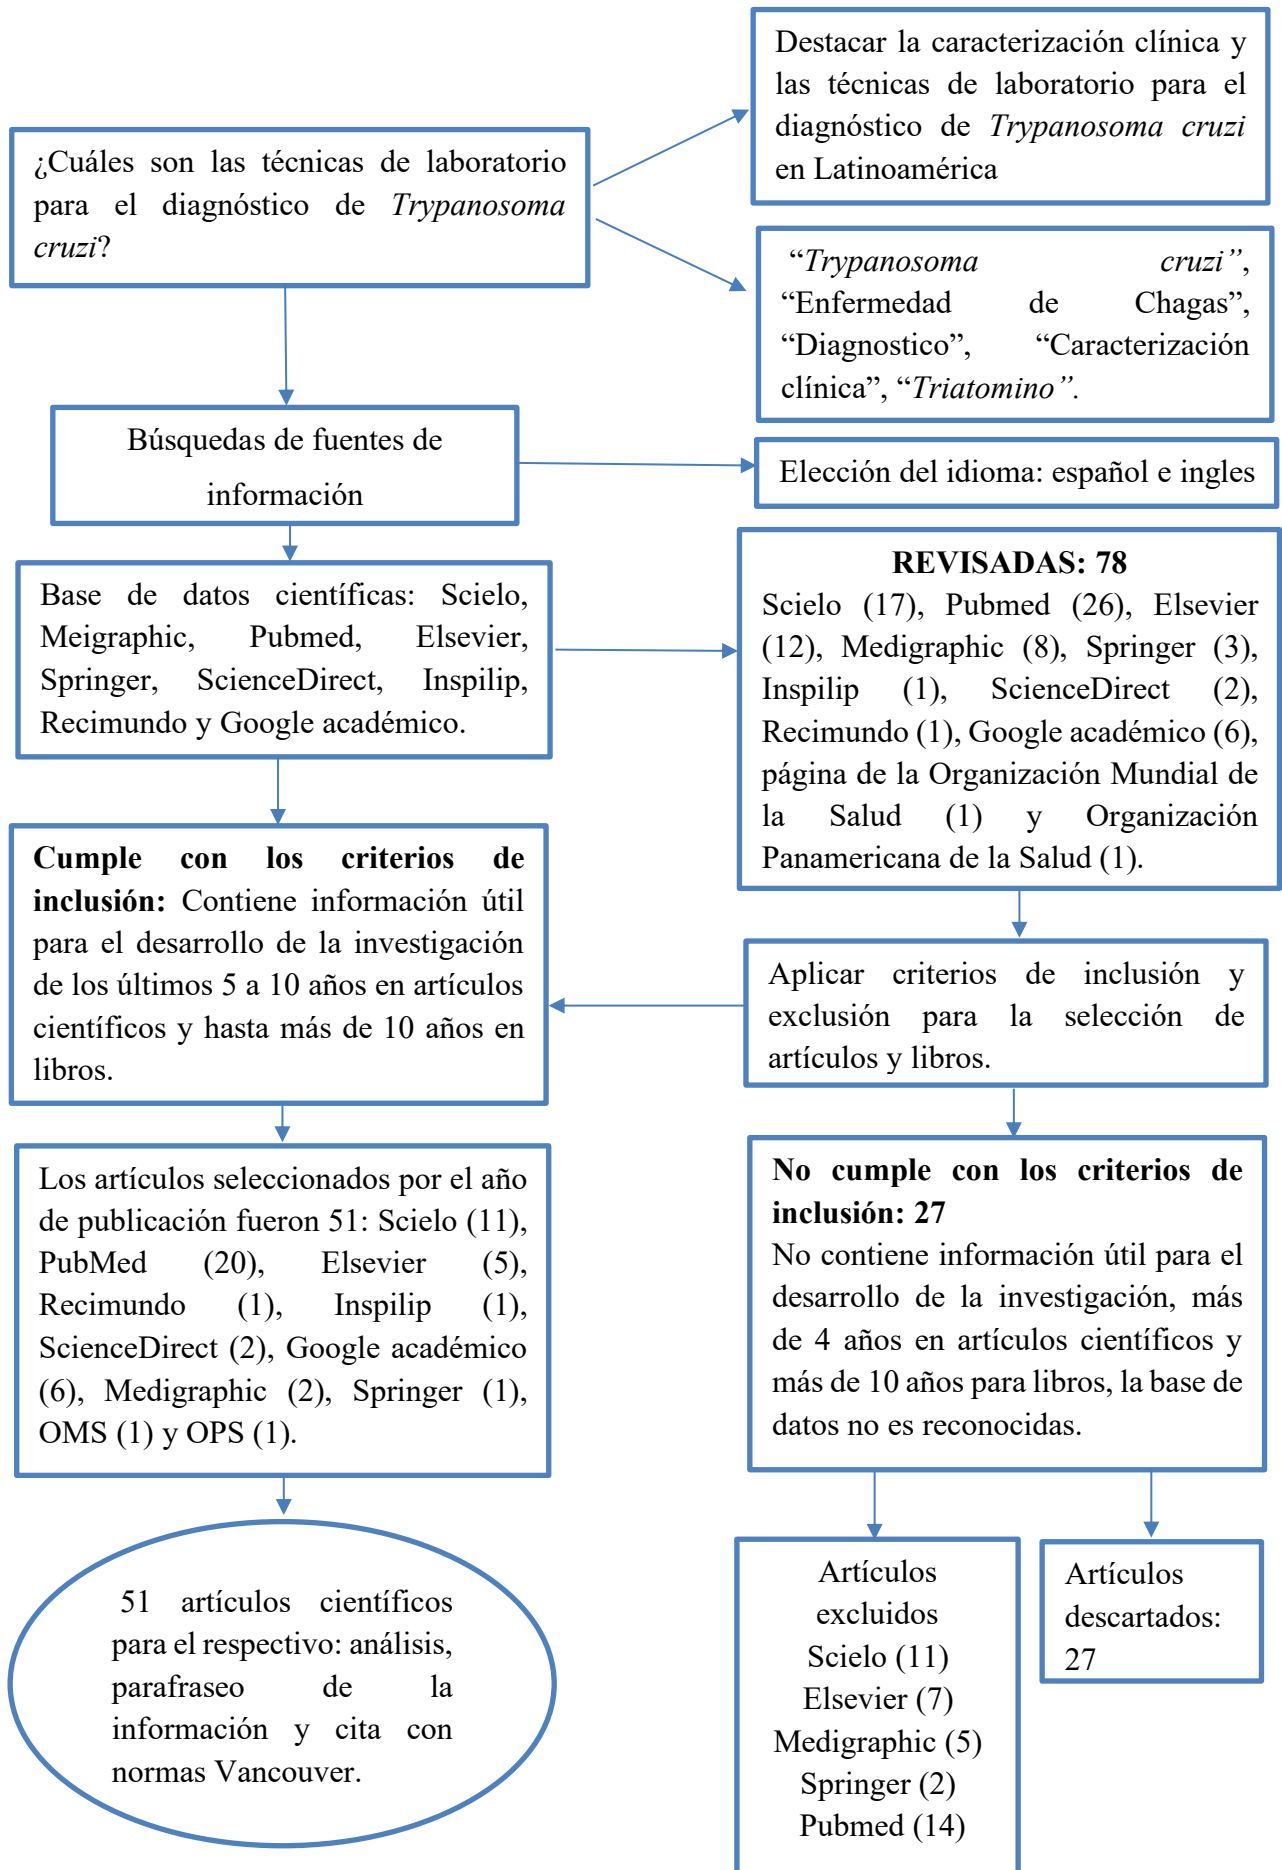 Destacar la caracterización clínica y
las técnicas de laboratorio para el
diagnóstico de Trypanosoma cruzi
en Latinoamérica
¿Cuáles son las técnicas de laboratorio
para el diagnóstico de Trypanosoma
cruzi?
“Trypanosoma cruzi”,
“Enfermedad de Chagas”,
“Diagnostico”, “Caracterización
clínica”, “Triatomino”.
Búsquedas de fuentes de
información
Elección del idioma: español e ingles
Base de datos científicas: Scielo,
Meigraphic, Pubmed, Elsevier,
Springer, ScienceDirect, Inspilip,
Recimundo y Google académico.
REVISADAS: 78
Scielo (17), Pubmed (26), Elsevier
(12), Medigraphic (8), Springer (3),
Inspilip (1), ScienceDirect (2),
Recimundo (1), Google académico (6),
página de la Organización Mundial de
la Salud (1) y Organización
Panamericana de la Salud (1).
Cumple con los criterios de
inclusión: Contiene información útil
para el desarrollo de la investigación
de los últimos 5 a 10 años en artículos
científicos y hasta más de 10 años en
libros.
Aplicar criterios de inclusión y
exclusión para la selección de
artículos y libros.
Los artículos seleccionados por el año
de publicación fueron 51: Scielo (11),
PubMed (20), Elsevier (5),
Recimundo (1), Inspilip (1),
ScienceDirect (2), Google académico
(6), Medigraphic (2), Springer (1),
OMS (1) y OPS (1).
No cumple con los criterios de
inclusión: 27
No contiene información útil para el
desarrollo de la investigación, más
de 4 años en artículos científicos y
más de 10 años para libros, la base de
datos no es reconocidas.
51 artículos científicos
para el respectivo: análisis,
parafraseo de la
información y cita con
normas Vancouver.
Artículos
excluidos
Scielo (11)
Elsevier (7)
Medigraphic (5)
Springer (2)
Pubmed (14)
Artículos
descartados:
27